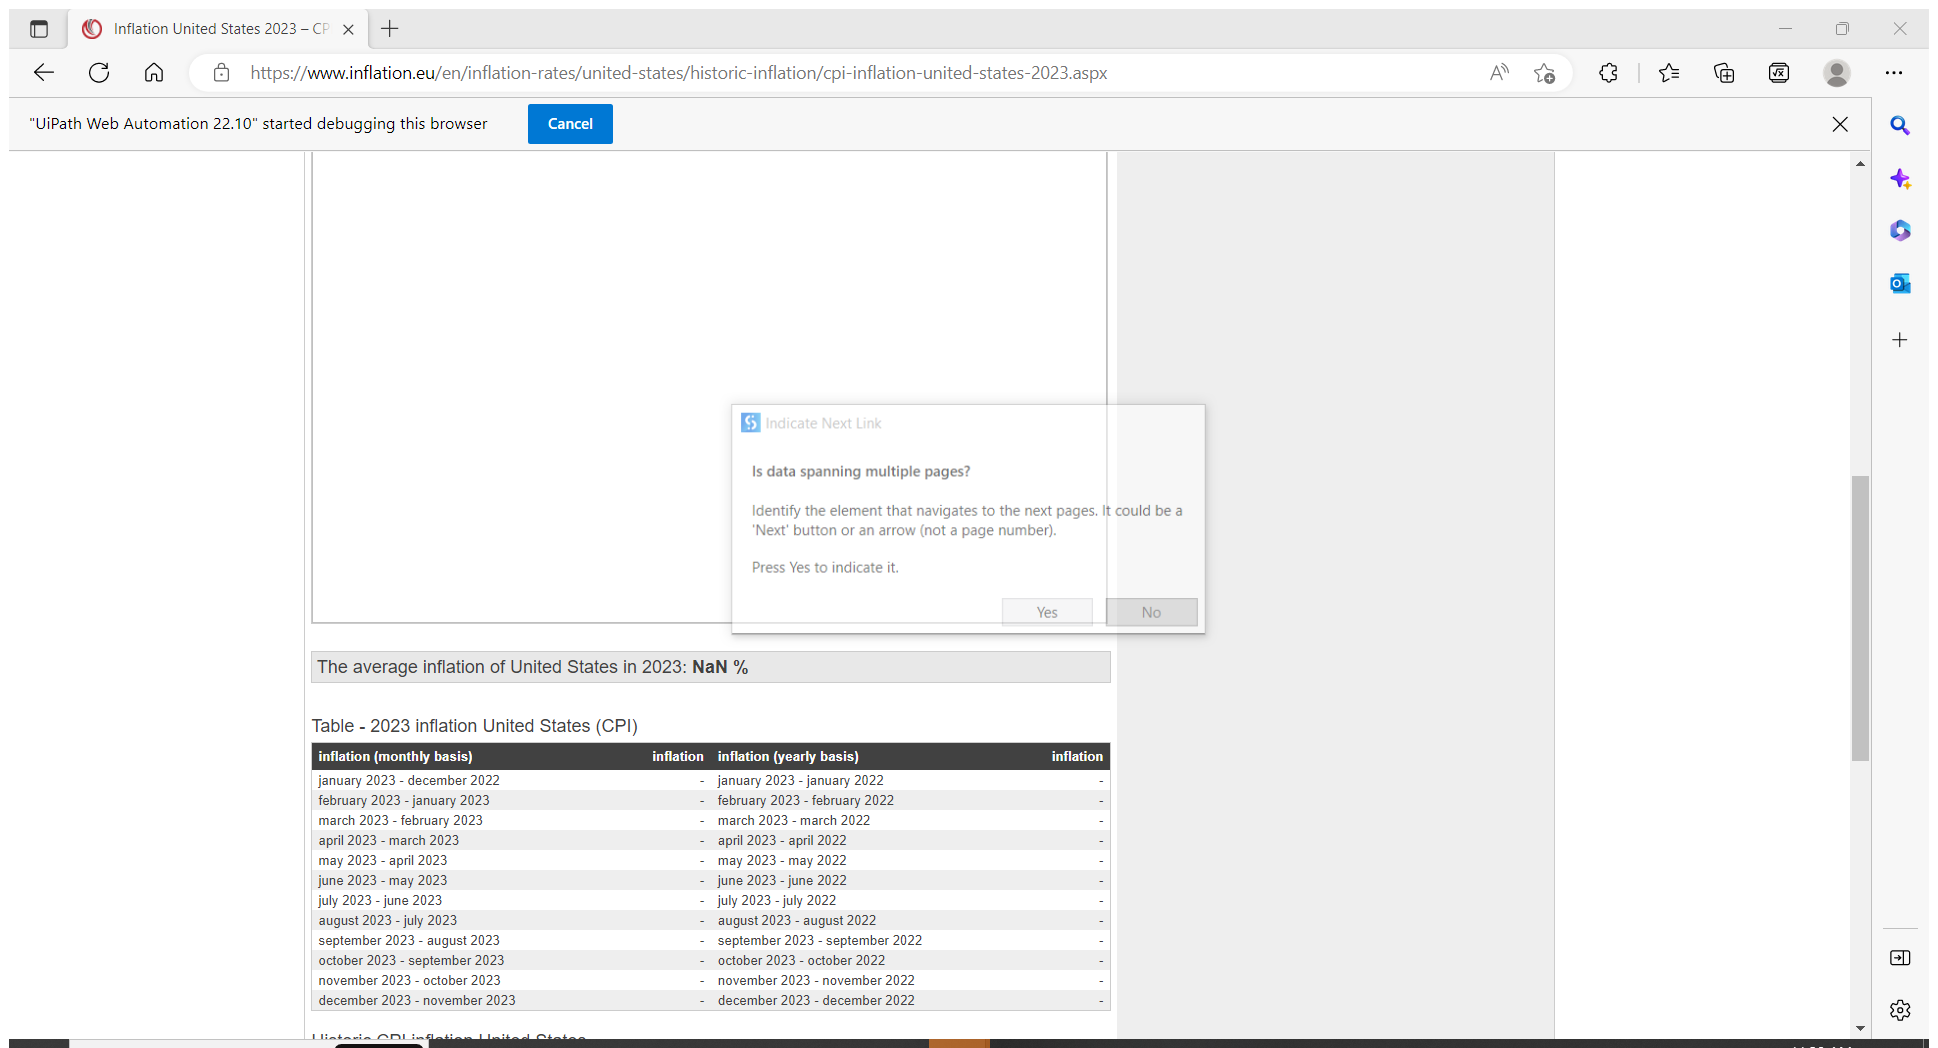 Inflation United States 2023 – CP
https://www.inflation.eu/en/inflation-rates/united-states/historic-inflation/cpi-inflation-united-states-2023.aspx
"UiPath Web Automation 22.10" started debugging this browser
Cancel
Indicate Next Link
Is data spanning multiple pages?
Identify the element that navigates to the next pages. It could be a
'Next' button or an arrow (not a page number).
Press Yes to indicate it.
Yes No
The average inflation of United States in 2023: NaN %
Table - 2023 inflation United States (CPI)
inflation (monthly basis) inflation inflation (yearly basis) inflation
january 2023 - december 2022 - january 2023 - january 2022 -
february 2023 - january 2023 - february 2023 - february 2022 -
march 2023 - february 2023 - march 2023 - march 2022 -
april 2023 - march 2023 - april 2023 - april 2022 -
may 2023 - april 2023 - may 2023 - may 2022 -
june 2023 - may 2023 - june 2023 - june 2022 -
july 2023 - june 2023 - july 2023 - july 2022 -
august 2023 - july 2023 - august 2023 - august 2022 -
september 2023 - august 2023 - september 2023 - september 2022 -
october 2023 - september 2023 - october 2023 - october 2022 -
november 2023 - october 2023 - november 2023 - november 2022 -
december 2023 - november 2023 - december 2023 - december 2022 -
Historic CPI inflation United States